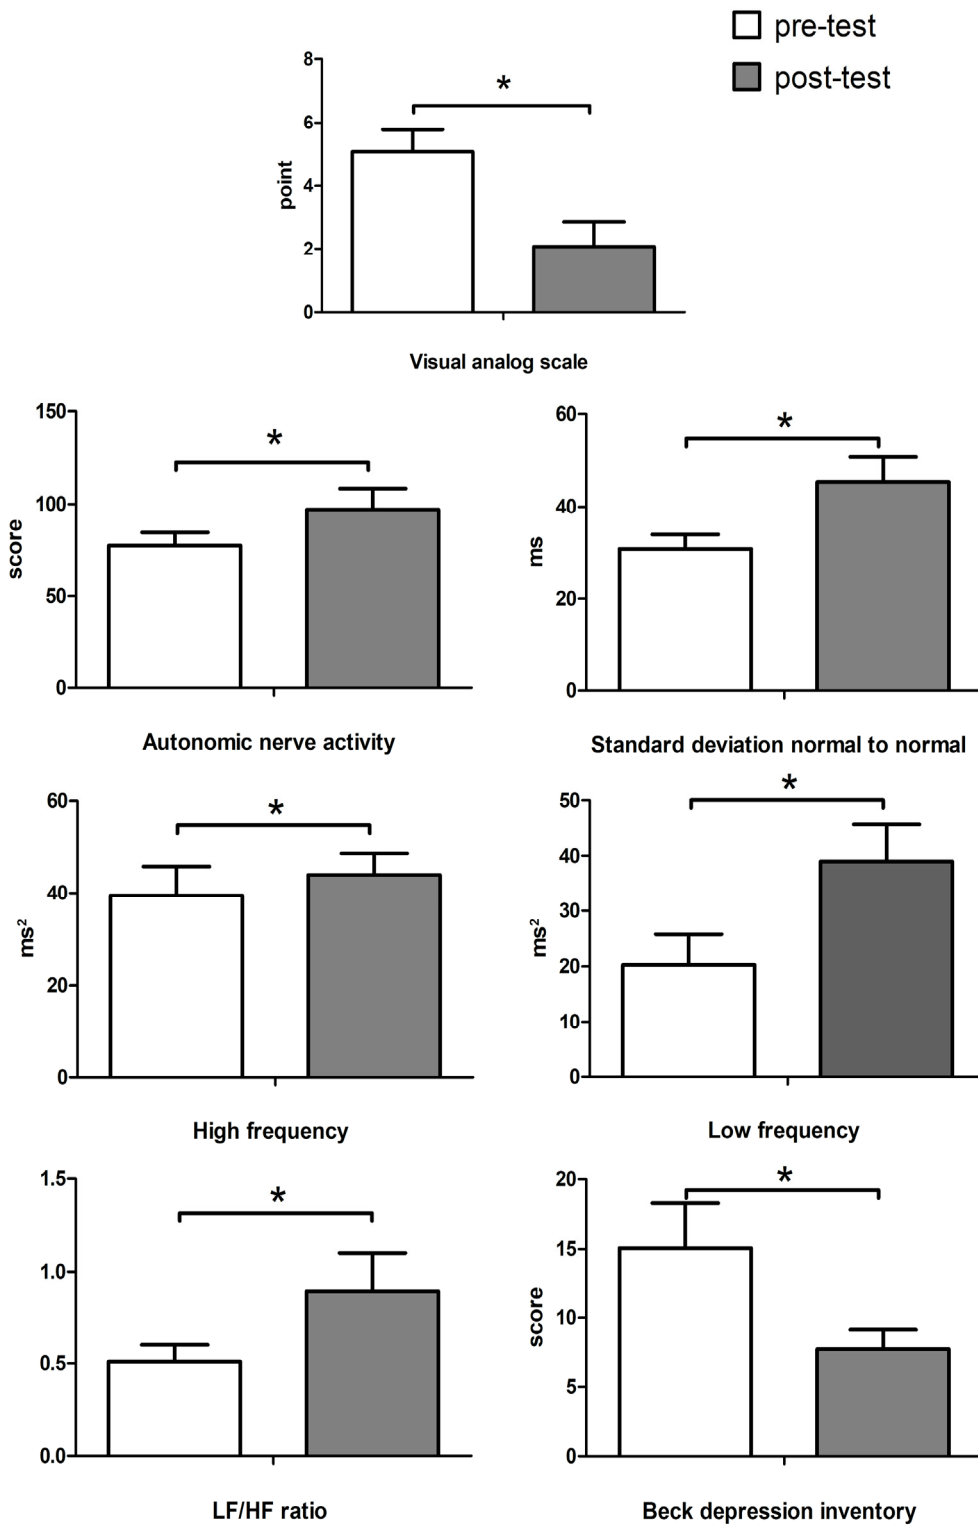 pre-test
post-test
8
6
4
2
0
point
*
Visual analog scale
150
100
50
0
score
*
Autonomic nerve activity
60
40
20
0
ms
*
Standard deviation normal to normal
60
40
20
0
ms²
*
High frequency
50
40
30
20
10
0
ms²
*
Low frequency
1.5
1.0
0.5
0.0
*
LF/HF ratio
20
15
10
5
0
score
*
Beck depression inventory